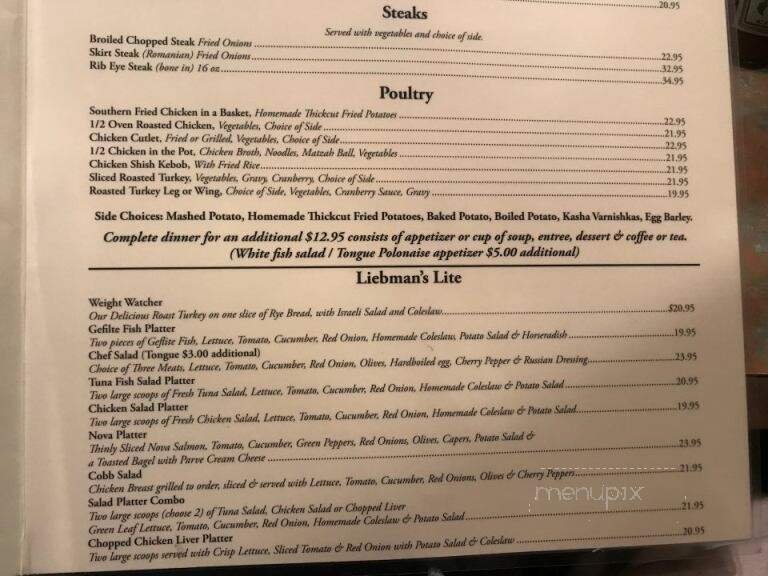 20.95
Steaks
Served with vegetables and choice of side.
Broiled Chopped Steak Fried Onions 22.95
Skirt Steak (Romanian) Fried Onions 32.95
Rib Eye Steak (bone in) 16 oz 34.95
Poultry
Southern Fried Chicken in a Basket, Homemade Thickcut Fried Potatoes 22.95
1/2 Oven Roasted Chicken, Vegetables, Choice of Side 21.95
Chicken Cutlet, Fried or Grilled, Vegetables, Choice of Side 22.95
1/2 Chicken in the Pot, Chicken Broth, Noodles, Matzah Ball, Vegetables 21.95
Chicken Shish Kebob, With Fried Rice 21.95
Sliced Roasted Turkey, Vegetables, Gravy, Cranberry, Choice of Side 21.95
Roasted Turkey Leg or Wing, Choice of Side, Vegetables, Cranberry Sauce, Gravy 19.95
Side Choices: Mashed Potato, Homemade Thickcut Fried Potatoes, Baked Potato, Boiled Potato, Kasha Varnishkas, Egg Barley.
Complete dinner for an additional $12.95 consists of appetizer or cup of soup, entree, dessert & coffee or tea.
(White fish salad / Tongue Polonaise appetizer $5.00 additional)
Liebman's Lite
Weight Watcher
Our Delicious Roast Turkey on one slice of Rye Bread, with Israeli Salad and Coleslaw $20.95
Gefilte Fish Platter
Two pieces of Geflite Fish, Lettuce, Tomato, Cucumber, Red Onion, Homemade Coleslaw, Potato Salad & Horseradish 19.95
Chef Salad (Tongue $3.00 additional)
Choice of Three Meats, Lettuce, Tomato, Cucumber, Red Onion, Olives, Hardboiled egg, Cherry Pepper & Russian Dressing 23.95
Tuna Fish Salad Platter
Two large scoops of Fresh Tuna Salad, Lettuce, Tomato, Cucumber, Red Onion, Homemade Coleslaw & Potato Salad 20.95
Chicken Salad Platter
Two large scoops of Fresh Chicken Salad, Lettuce, Tomato, Cucumber, Red Onion, Homemade Coleslaw & Potato Salad 19.95
Nova Platter
Thinly Sliced Nova Salmon, Tomato, Cucumber, Green Peppers, Red Onions, Olives, Capers, Potato Salad &
a Toasted Bagel with Parve Cream Cheese 23.95
Cobb Salad
Chicken Breast grilled to order, sliced & served with Lettuce, Tomato, Cucumber, Red Onions, Olives & Cherry Peppers 21.95
Salad Platter Combo
Two large scoops (choose 2) of Tuna Salad, Chicken Salad or Chopped Liver
Green Leaf Lettuce, Tomato, Cucumber, Red Onion, Homemade Coleslaw & Potato Salad 21.95
Chopped Chicken Liver Platter
Two large scoops served with Crisp Lettuce, Sliced Tomato & Red Onion with Potato Salad & Coleslaw 20.95
menupix